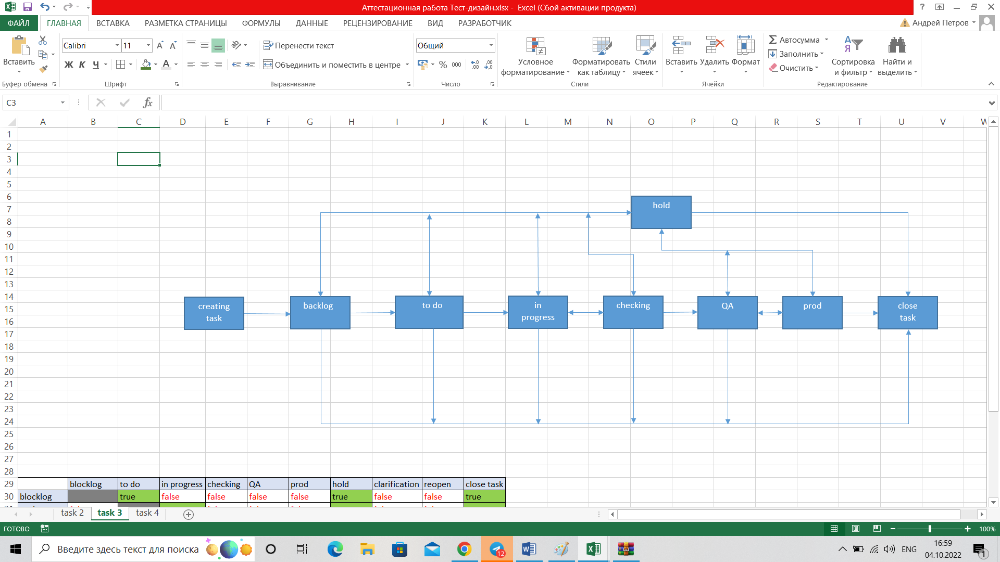 Аттестационная работа Тест-дизайн.xlsx - Excel (Сбой активации продукта)
?
ФАЙЛ ГЛАВНАЯ ВСТАВКА РАЗМЕТКА СТРАНИЦЫ ФОРМУЛЫ ДАННЫЕ РЕЦЕНЗИРОВАНИЕ ВИД РАЗРАБОТЧИК
Андрей Петров
Вставить
Буфер обмена
Calibri 11
Ж К Ч
Шрифт
Перенести текст
Объединить и поместить в центре
Выравнивание
Общий
% 000
Число
Условное форматирование
Форматировать как таблицу
Стили ячеек
Стили
Вставить Удалить Формат
Ячейки
Автосумма
Заполнить
Очистить
Сортировка и фильтр
Найти и выделить
Редактирование
C3
fx
A B C D E F G H I J K L M N O P Q R S T U V W
1
2
3
4
5
6
7
8
9
10
11
12
13
14
15
16
17
18
19
20
21
22
23
24
25
26
27
28
hold
creating
task
backlog
to do
in
progress
checking
QA
prod
close
task
29 blocklog to do in progress checking QA prod hold clarification reopen close task
30 blocklog true false false false false true false false true
task 2 task 3 task 4
ГОТОВО
100%
Введите здесь текст для поиска
12
ENG
16:59
04.10.2022
1